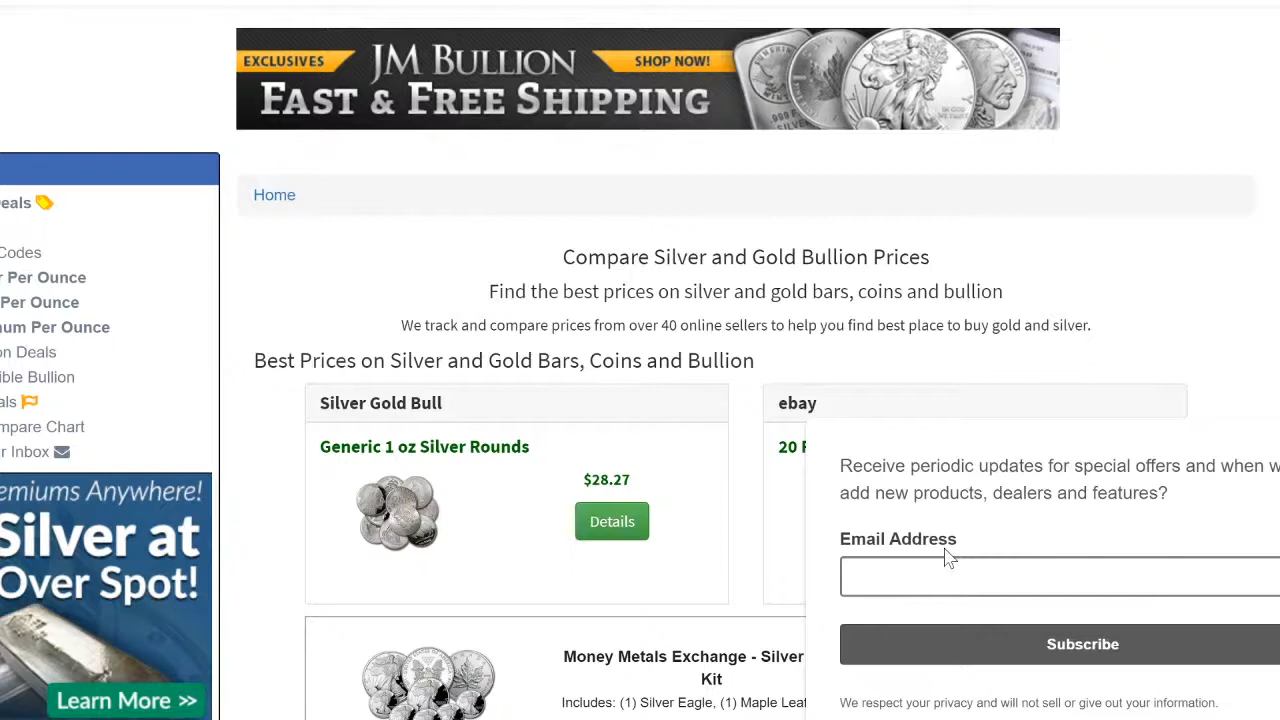 EXCLUSIVES
JM BULLION
SHOP NOW!
FAST & FREE SHIPPING
eals
Home
Codes
r Per Ounce
Per Ounce
num Per Ounce
on Deals
ible Bullion
als
mpare Chart
r Inbox
emiums Anywhere!
Silver at
Over Spot!
Learn More >>
Compare Silver and Gold Bullion Prices
Find the best prices on silver and gold bars, coins and bullion
We track and compare prices from over 40 online sellers to help you find best place to buy gold and silver.
Best Prices on Silver and Gold Bars, Coins and Bullion
Silver Gold Bull
Generic 1 oz Silver Rounds
$28.27
Details
ebay
20
Receive periodic updates for special offers and when w
add new products, dealers and features?
Email Address
Subscribe
We respect your privacy and will not sell or give out your information.
Money Metals Exchange - Silver
Kit
Includes: (1) Silver Eagle, (1) Maple Leaf